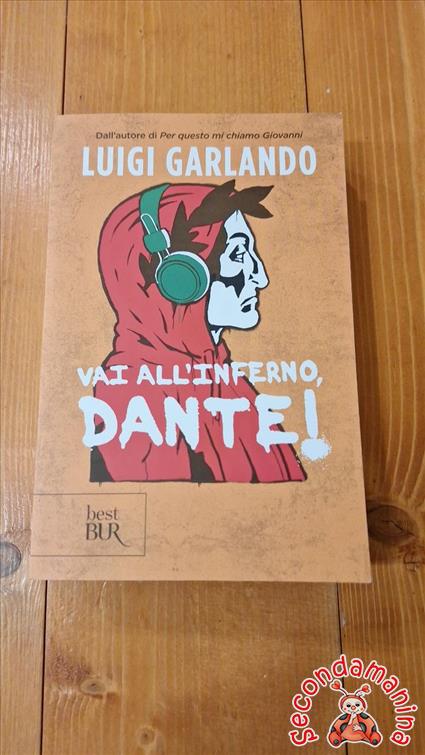 Dall'autore di Per questo mi chiamo Giovanni
LUIGI GARLANDO
VAI ALL'INFERNO,
DANTE!
best
BUR
secondamanina